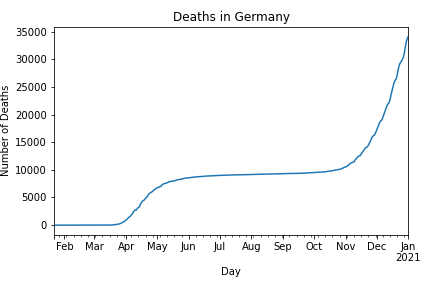 Deaths in Germany
Number of Deaths
35000
30000
25000
20000
15000
10000
5000
0
Feb Mar Apr May Jun Jul Aug Sep Oct Nov Dec Jan
2021
Day